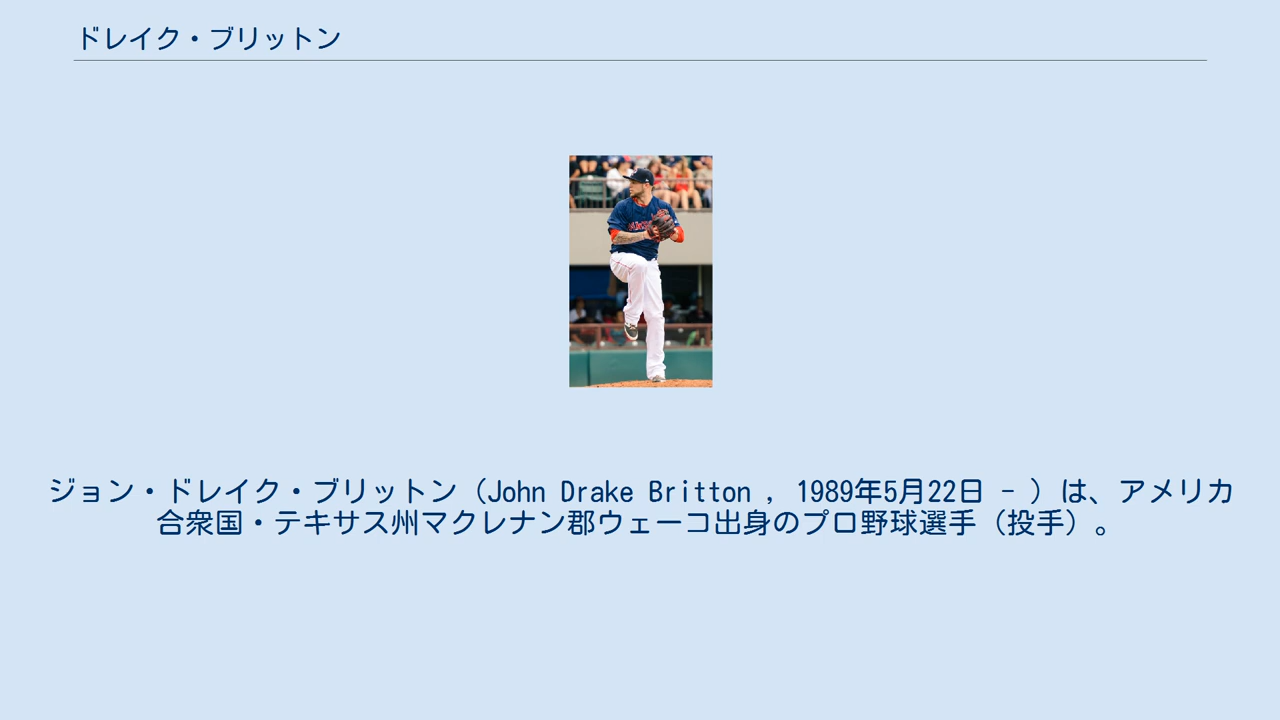 ドレイク・ブリットン
ジョン・ドレイク・ブリットン（John Drake Britton , 1989年5月22日 - ）は、アメリカ
合衆国・テキサス州マクレナン郡ウェーコ出身のプロ野球選手（投手）。